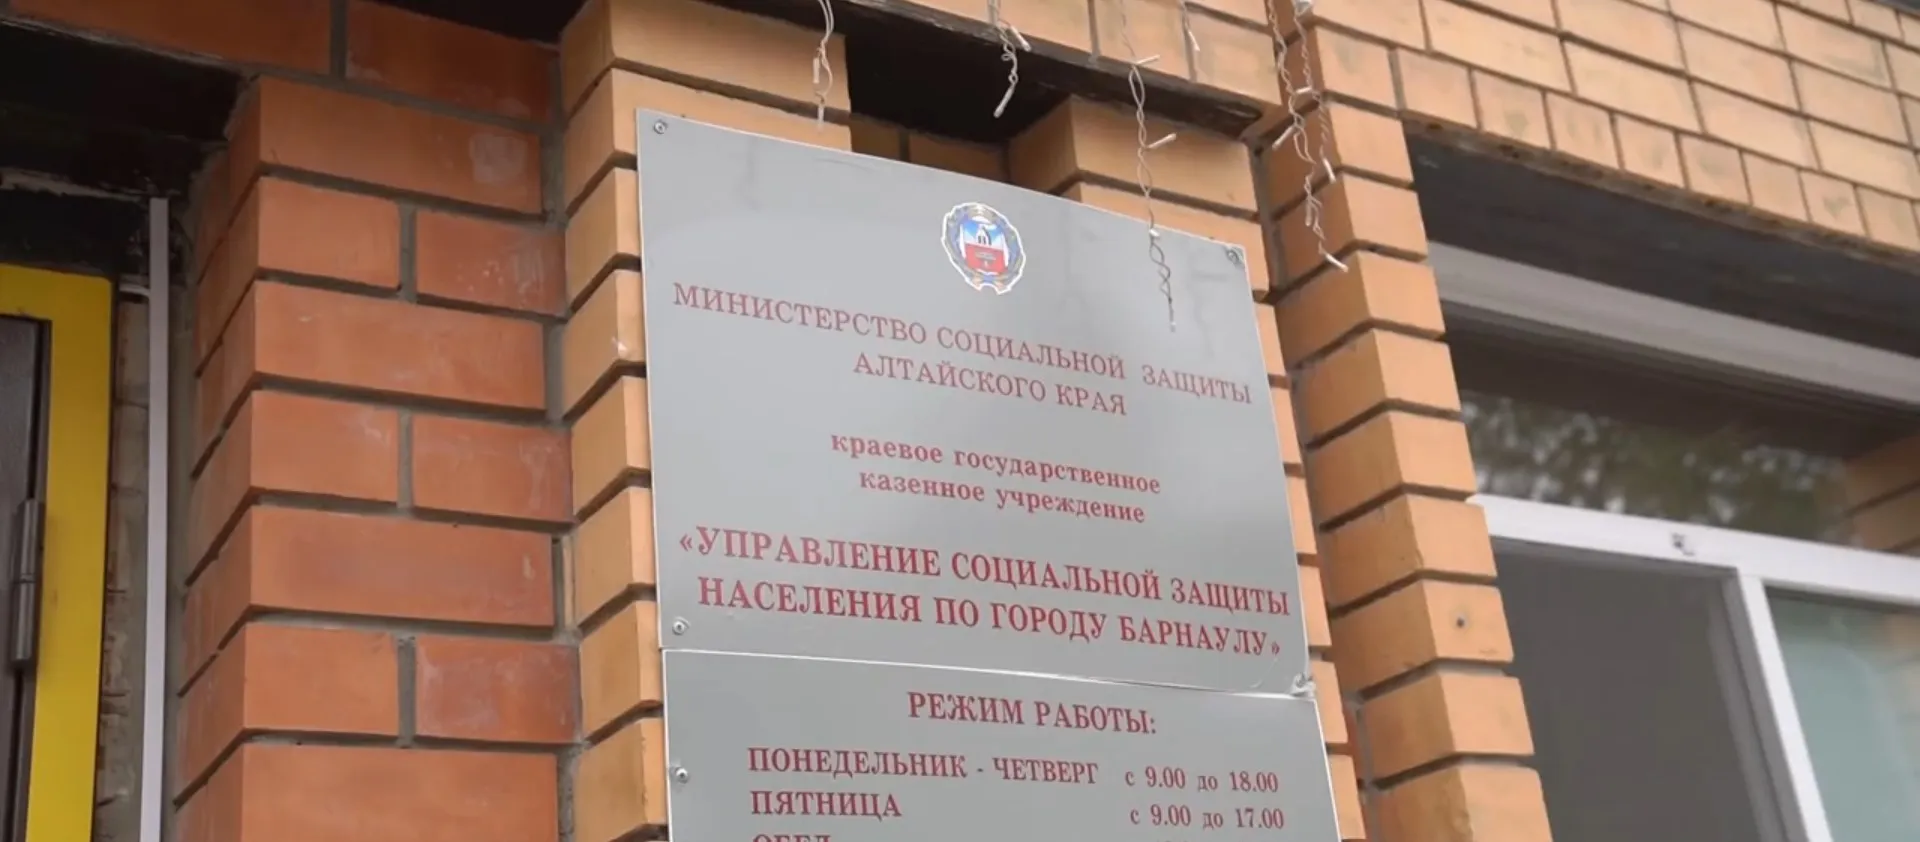 МИНИСТЕРСТВО СОЦИАЛЬНОЙ ЗАЩИТЫ
АЛТАЙСКОГО КРАЯ
краевое государственное
казенное учреждение
«УПРАВЛЕНИЕ СОЦИАЛЬНОЙ ЗАЩИТЫ
НАСЕЛЕНИЯ ПО ГОРОДУ БАРНАУЛУ»
РЕЖИМ РАБОТЫ:
ПОНЕДЕЛЬНИК - ЧЕТВЕРГ с 9.00 до 18.00
ПЯТНИЦА с 9.00 до 17.00
ОБЕД